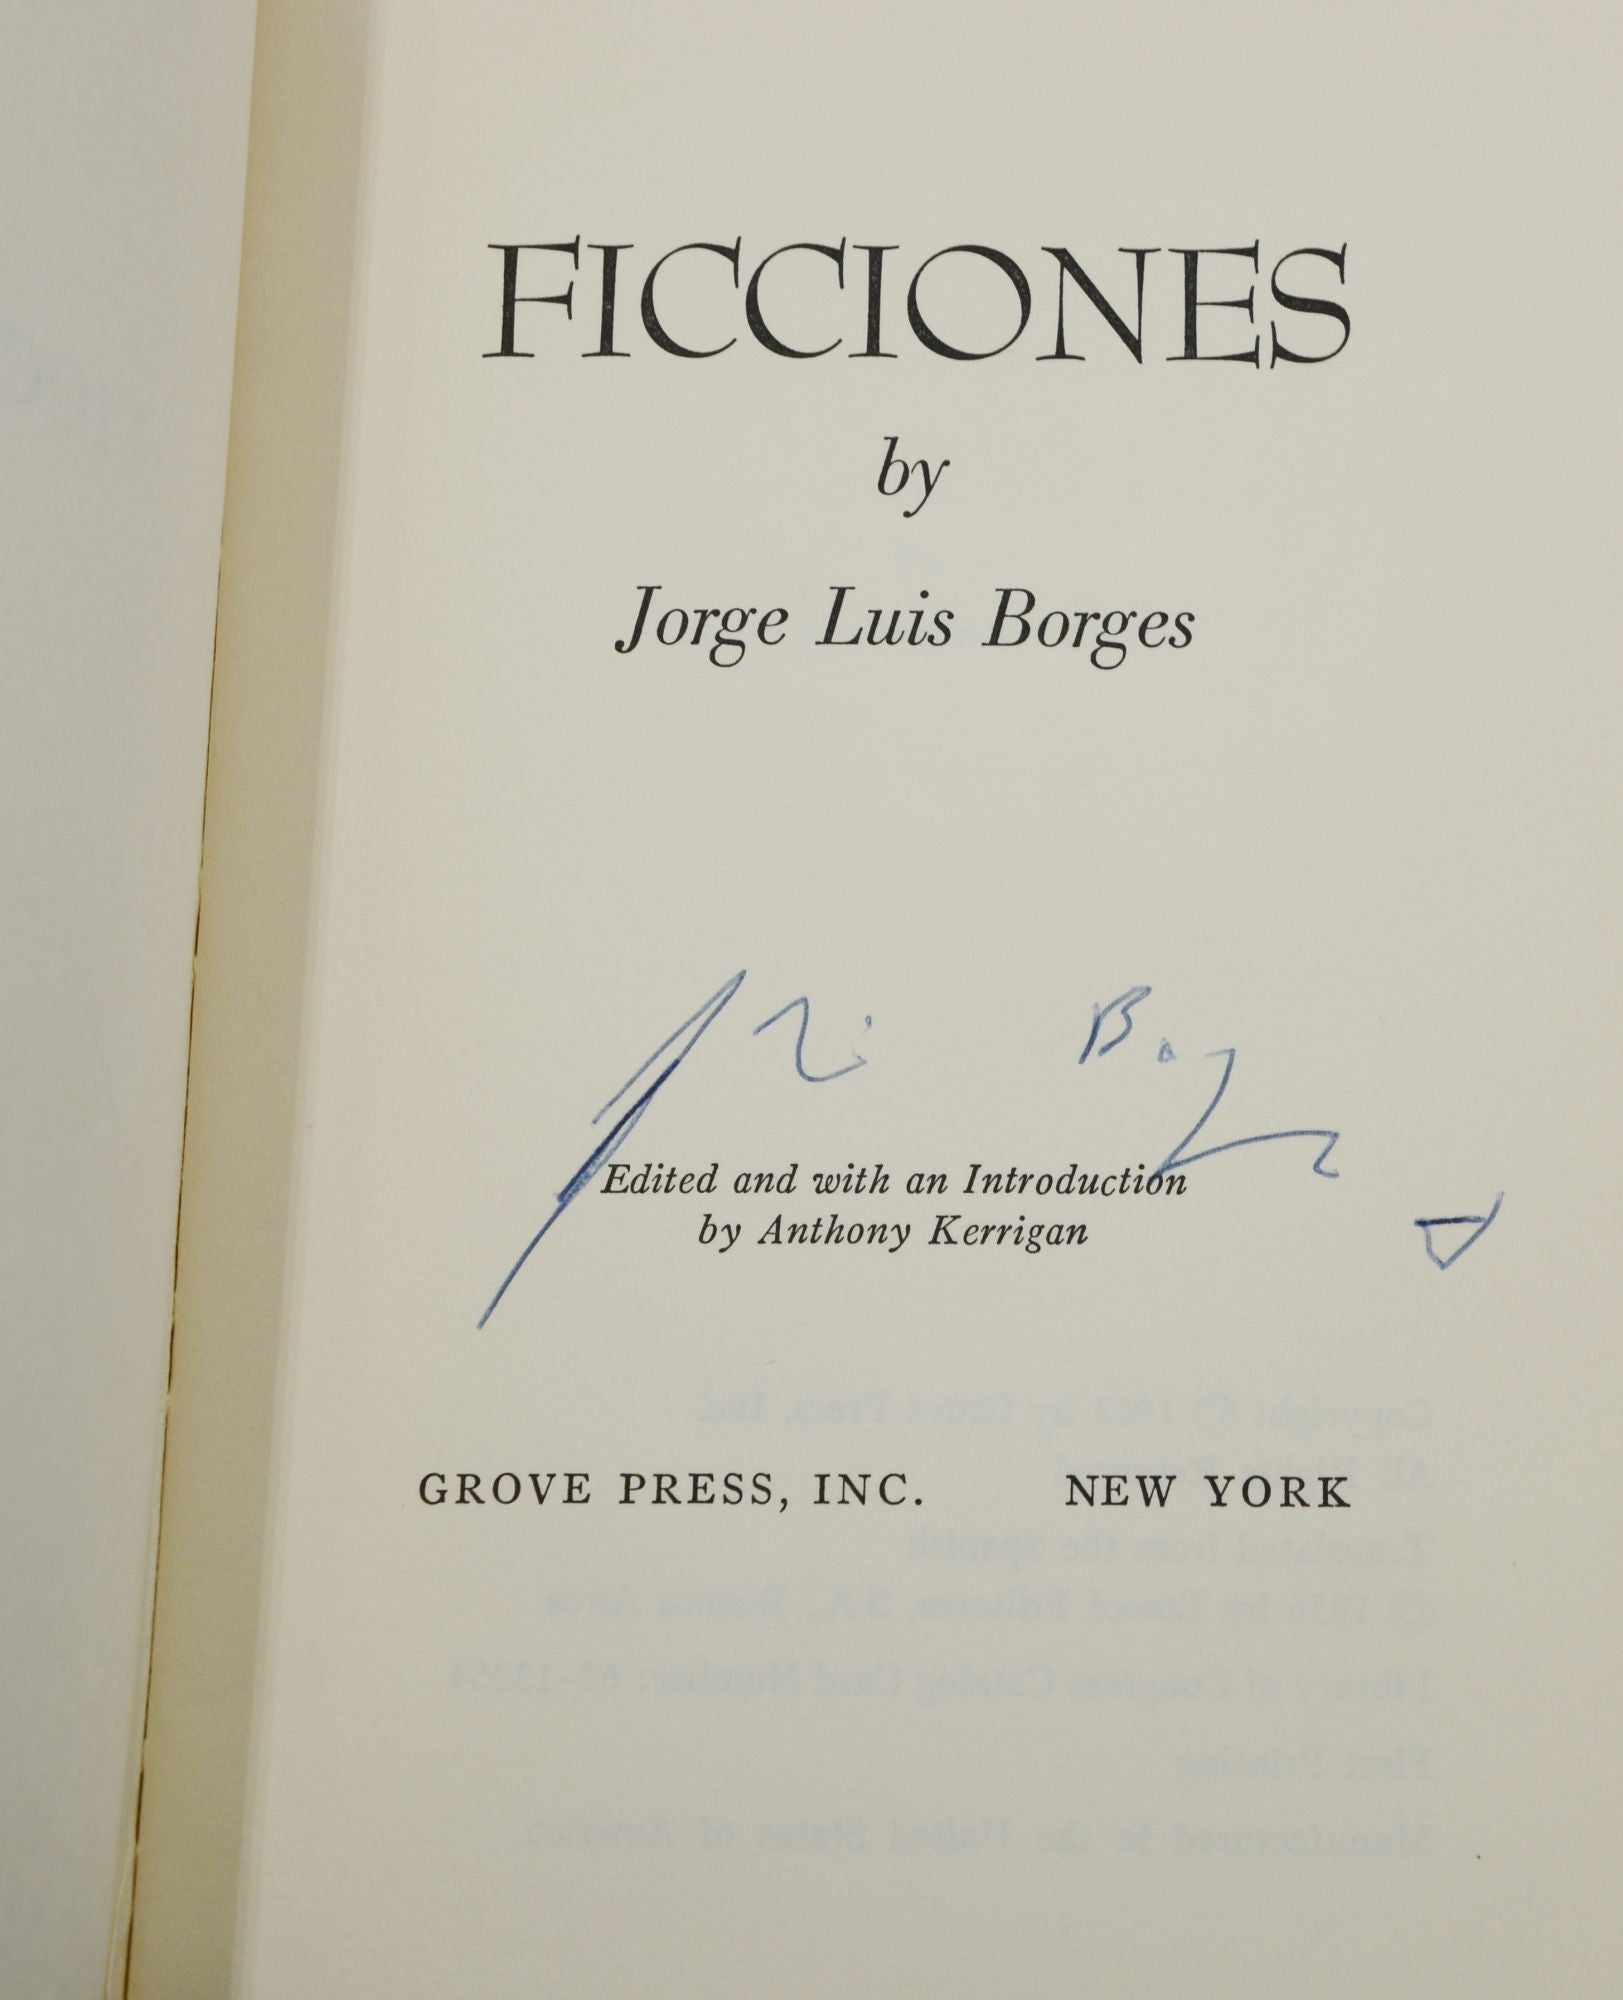 FICCIONES
by
Jorge Luis Borges
Edited and with an Introduction
by Anthony Kerrigan
GROVE PRESS, INC. NEW YORK